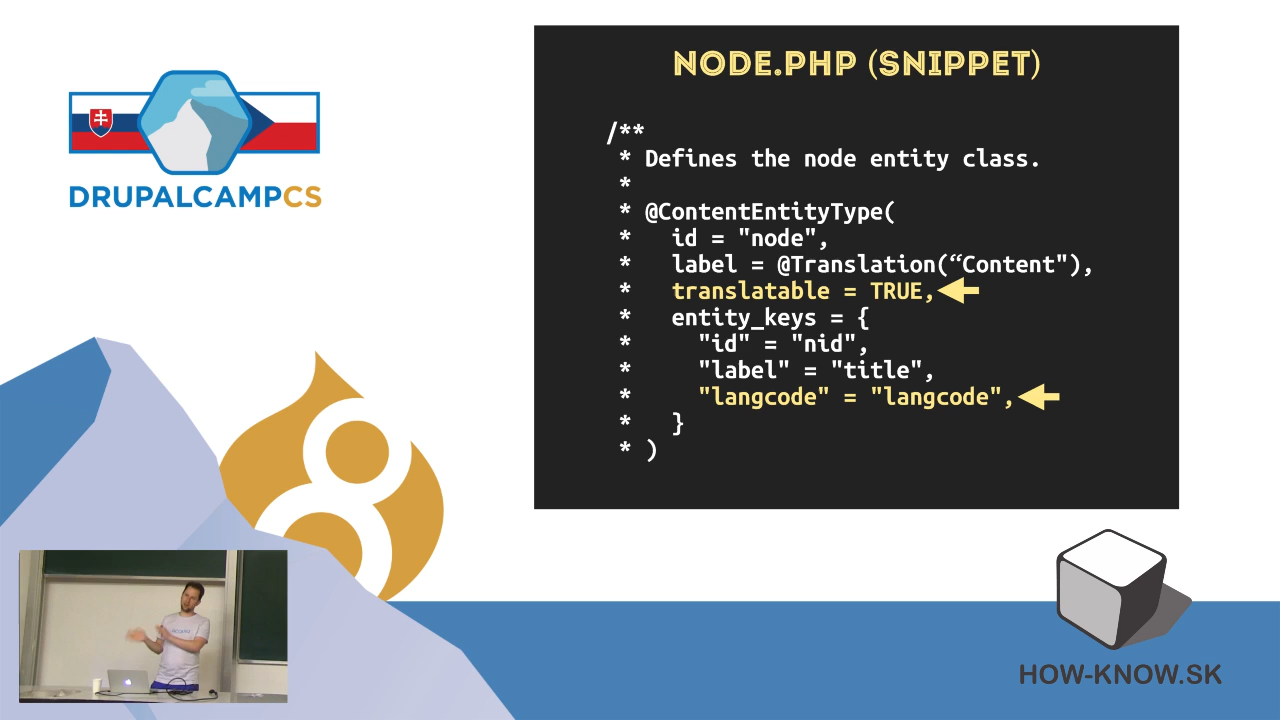 DRUPALCAMPCS
NODE.PHP (SNIPPET)
/**
* Defines the node entity class.
*
* @ContentEntityType(
* id = "node",
* label = @Translation(“Content"),
* translatable = TRUE,
* entity_keys = {
* "id" = "nid",
* "label" = "title",
* "langcode" = "langcode",
* }
* )
8
HOW-KNOW.SK